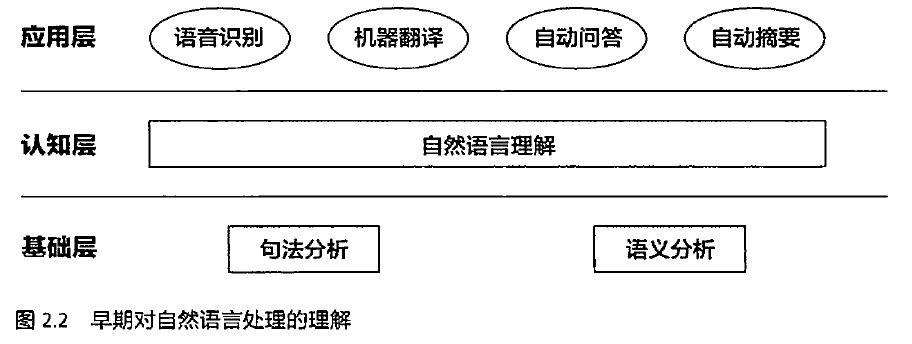 应用层 语音识别 机器翻译 自动问答 自动摘要
认知层 自然语言理解
基础层 句法分析 语义分析
图 2.2 早期对自然语言处理的理解